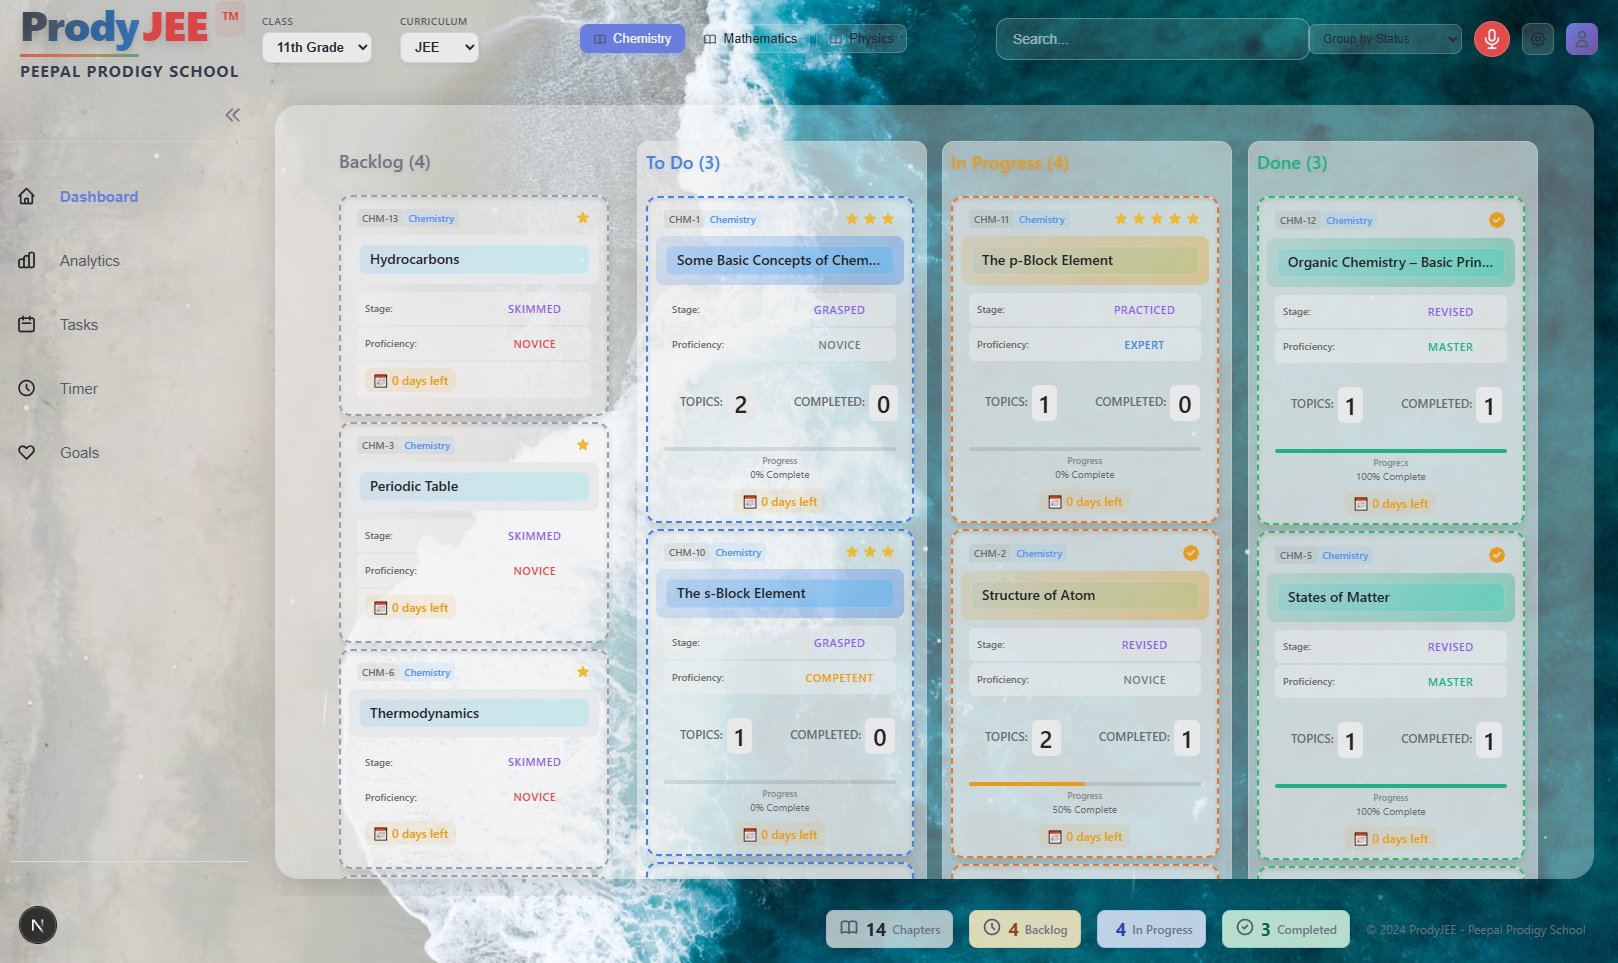 ProdyJEE ™
PEEPAL PRODIGY SCHOOL
CLASS
11th Grade
CURRICULUM
JEE
Chemistry
Mathematics
Physics
Search...
Group by Status
Dashboard
Analytics
Tasks
Timer
Goals
N
Backlog (4)
CHM-13 Chemistry
Hydrocarbons
Stage: SKIMMED
Proficiency: NOVICE
0 days left
CHM-3 Chemistry
Periodic Table
Stage: SKIMMED
Proficiency: NOVICE
0 days left
CHM-6 Chemistry
Thermodynamics
Stage: SKIMMED
Proficiency: NOVICE
0 days left
To Do (3)
CHM-1 Chemistry
Some Basic Concepts of Chem...
Stage: GRASPED
Proficiency: NOVICE
TOPICS: 2 COMPLETED: 0
Progress
0% Complete
0 days left
CHM-10 Chemistry
The s-Block Element
Stage: GRASPED
Proficiency: COMPETENT
TOPICS: 1 COMPLETED: 0
Progress
0% Complete
0 days left
In Progress (4)
CHM-11 Chemistry
The p-Block Element
Stage: PRACTICED
Proficiency: EXPERT
TOPICS: 1 COMPLETED: 0
Progress
0% Complete
0 days left
CHM-2 Chemistry
Structure of Atom
Stage: REVISED
Proficiency: NOVICE
TOPICS: 2 COMPLETED: 1
Progress
50% Complete
0 days left
Done (3)
CHM-12 Chemistry
Organic Chemistry – Basic Prin...
Stage: REVISED
Proficiency: MASTER
TOPICS: 1 COMPLETED: 1
Progress
100% Complete
0 days left
CHM-5 Chemistry
States of Matter
Stage: REVISED
Proficiency: MASTER
TOPICS: 1 COMPLETED: 1
Progress
100% Complete
0 days left
14 Chapters
4 Backlog
4 In Progress
3 Completed
© 2024 ProdyJEE - Peepal Prodigy School